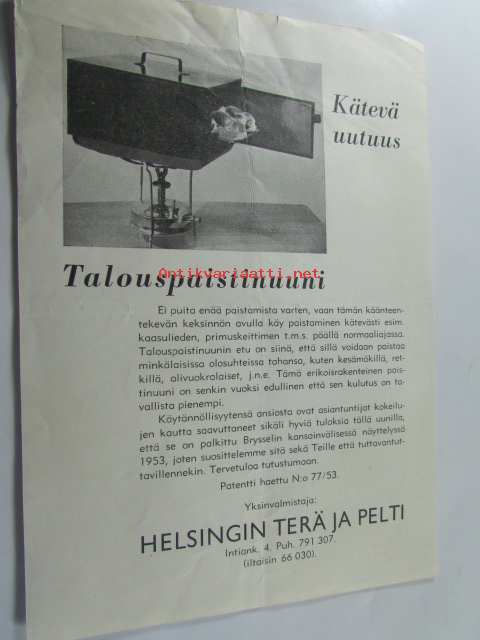 Kätevä
uutuus
Talouspaistinuuni
Antikvariaatti.net
Ei puita enää paistamista varten, vaan tämän käänteen-
tekevän keksinnön avulla käy paistaminen kätevästi esim.
kaasulieden, primuskeittimen t.m.s. päällä normaaliajassa.
Talouspaistinuunin etu on siinä, että sillä voidaan paistaa
minkälaisissa olosuhteissa tahansa, kuten kesämökillä, ret-
killä, alivuokralaiset, j.n.e. Tämä erikoisrakenteinen pais-
tinuuni on senkin vuoksi edullinen että sen kulutus on ta-
vallista pienempi.
Käytännöllisyytensä ansiosta ovat asiantuntijat kokeilu-
jen kautta saavuttaneet sikäli hyviä tuloksia tällä uunilla,
että se on palkittu Brysselin kansainvälisessä näyttelyssä
1953, joten suosittelemme sitä sekä Teille että tuttavantut-
tavillennekin. Tervetuloa tutustumaan.
Patentti haettu N:o 77/53.
Yksinvalmistaja:
HELSINGIN TERÄ JA PELTI
Intiank. 4. Puh. 791 307.
(iltaisin 66 030).